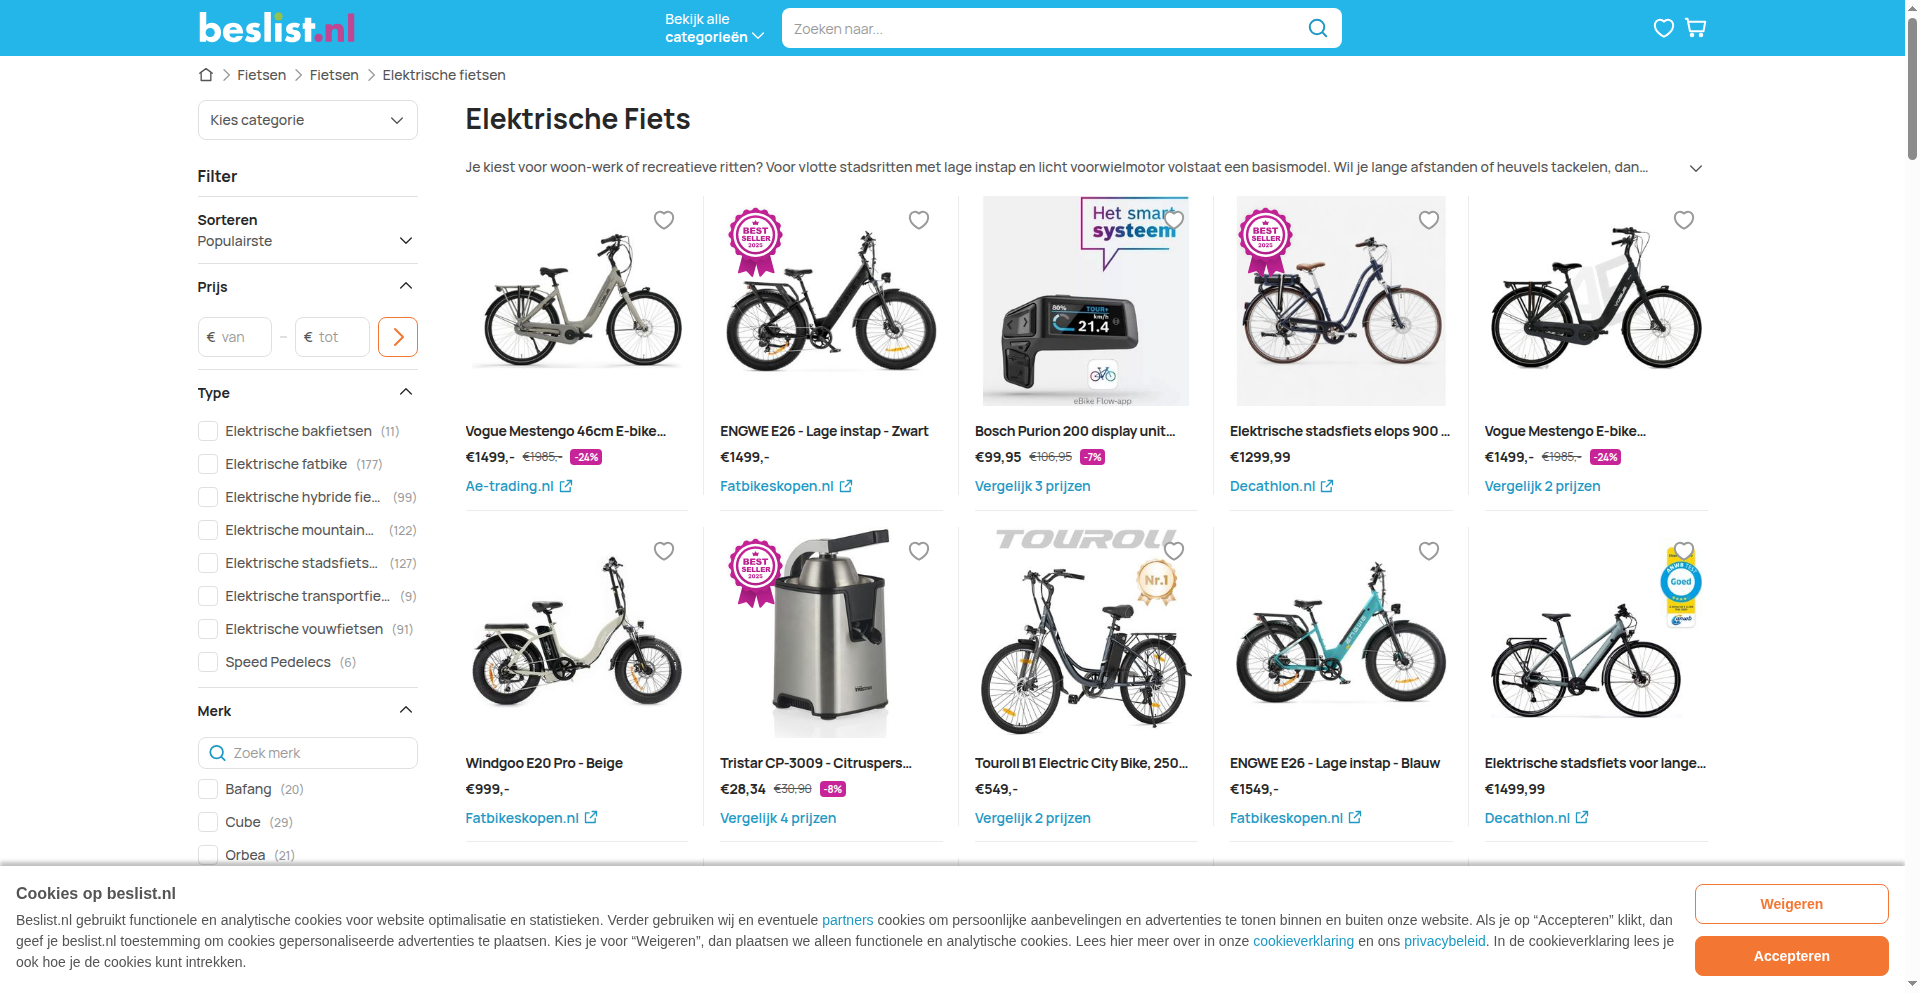 beslist.nl
Bekijk alle
categorieën
Zoeken naar...
Fietsen
Fietsen
Elektrische fietsen
Kies categorie
Elektrische Fiets
Je kiest voor woon-werk of recreatieve ritten? Voor vlotte stadsritten met lage instap en licht voorwielmotor volstaat een basismodel. Wil je lange afstanden of heuvels tackelen, dan...
Filter
Sorteren
Populairste
Prijs
€ van
–
€ tot
Type
Elektrische bakfietsen (11)
Elektrische fatbike (177)
Elektrische hybride fie... (99)
Elektrische mountain... (122)
Elektrische stadsfiets... (127)
Elektrische transportfie... (9)
Elektrische vouwfietsen (91)
Speed Pedelecs (6)
Merk
Zoek merk
Bafang (20)
Cube (29)
Orbea (21)
Vogue Mestengo 46cm E-bike...
€1499,- €1985,- -24%
Ae-trading.nl
BEST
SELLER
2025
ENGWE E26 - Lage instap - Zwart
€1499,-
Fatbikeskopen.nl
Het smart
systeem
80%
TOUR+
km/h
21.4
eBike Flow-app
Bosch Purion 200 display unit...
€99,95 €106,95 -7%
Vergelijk 3 prijzen
BEST
SELLER
2025
Elektrische stadsfiets elops 900 ...
€1299,99
Decathlon.nl
Vogue Mestengo E-bike...
€1499,- €1985,- -24%
Vergelijk 2 prijzen
Windgoo E20 Pro - Beige
€999,-
Fatbikeskopen.nl
BEST
SELLER
2025
Tristar
Tristar CP-3009 - Citruspers...
€28,34 €30,90 -8%
Vergelijk 4 prijzen
TOUROLL
Nr.1
Touroll B1 Electric City Bike, 250...
€549,-
Vergelijk 2 prijzen
ENGWE
ENGWE E26 - Lage instap - Blauw
€1549,-
Fatbikeskopen.nl
Goed
anwb
Elektrische stadsfiets voor lange...
€1499,99
Decathlon.nl
Cookies op beslist.nl
Beslist.nl gebruikt functionele en analytische cookies voor website optimalisatie en statistieken. Verder gebruiken wij en eventuele partners cookies om persoonlijke aanbevelingen en advertenties te tonen binnen en buiten onze website. Als je op “Accepteren” klikt, dan
geef je beslist.nl toestemming om cookies gepersonaliseerde advertenties te plaatsen. Kies je voor “Weigeren”, dan plaatsen we alleen functionele en analytische cookies. Lees hier meer over in onze cookieverklaring en ons privacybeleid. In de cookieverklaring lees je
ook hoe je de cookies kunt intrekken.
Weigeren
Accepteren